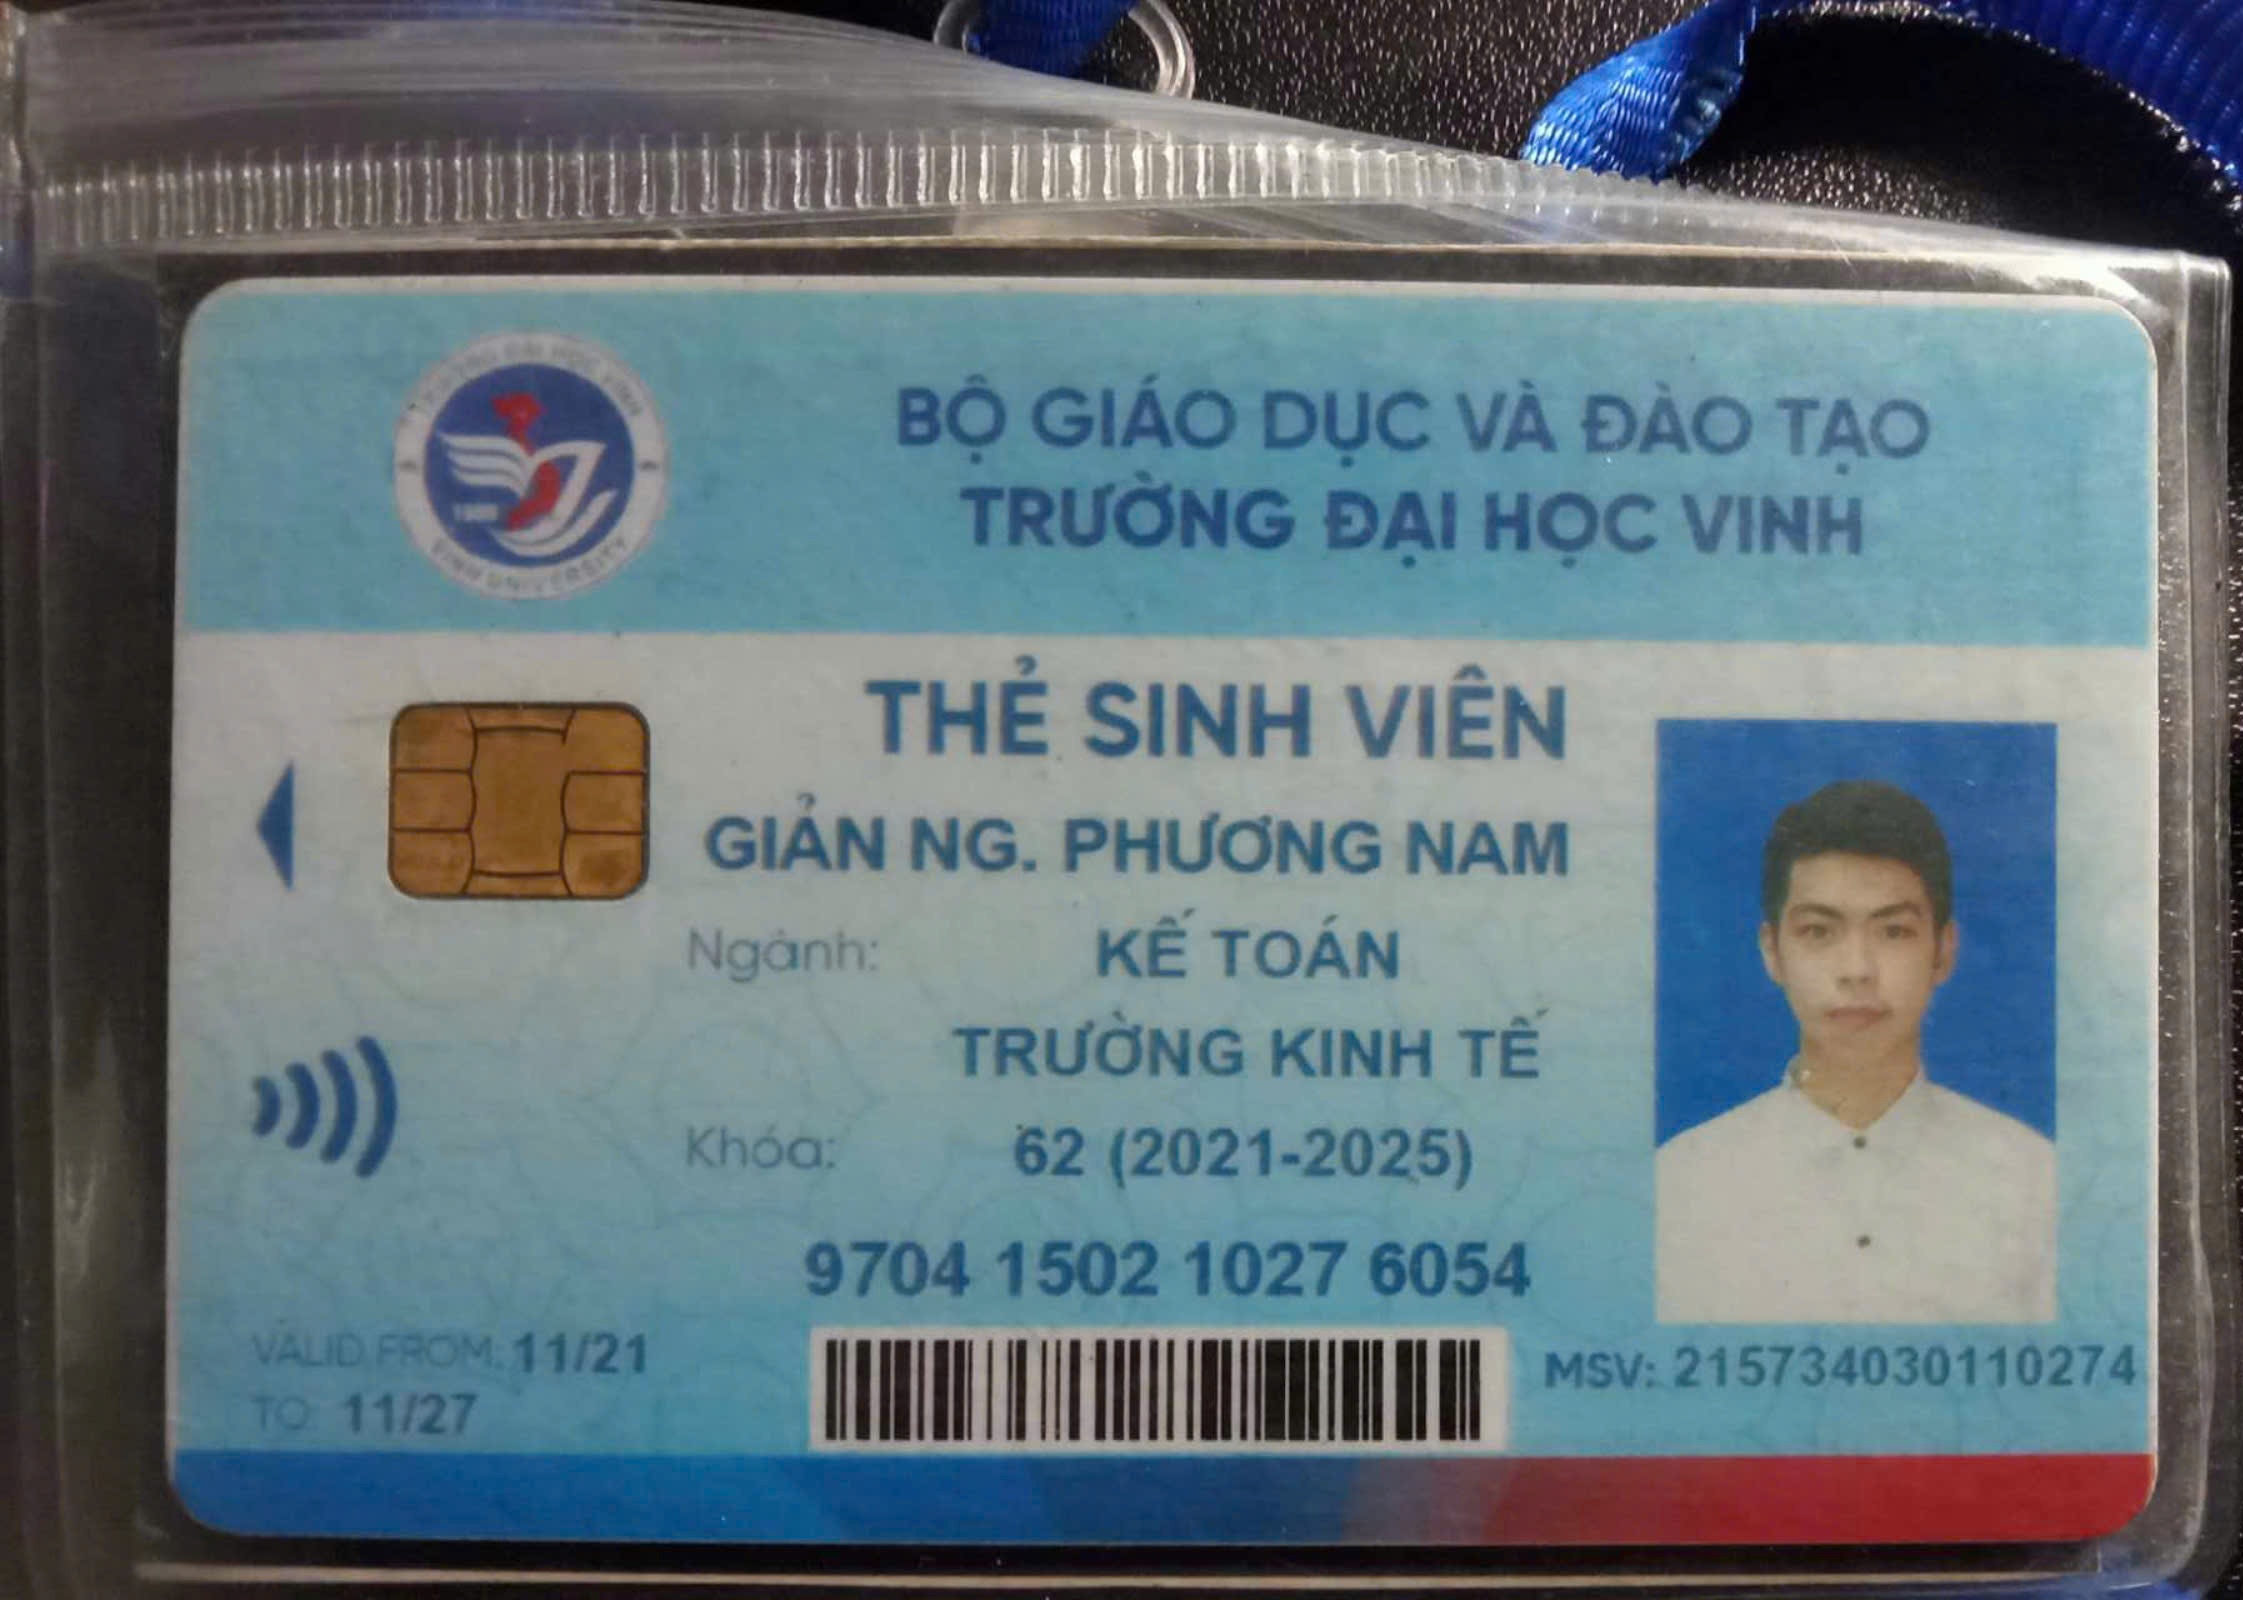 TRƯỜNG ĐẠI HỌC VINH
VINH UNIVERSITY
BỘ GIÁO DỤC VÀ ĐÀO TẠO
TRƯỜNG ĐẠI HỌC VINH
THẺ SINH VIÊN
GIẢN NG. PHƯƠNG NAM
Ngành: KẾ TOÁN
TRƯỜNG KINH TẾ
Khóa: 62 (2021-2025)
9704 1502 1027 6054
VALID FROM: 11/21
TO: 11/27
MSV: 215734030110274